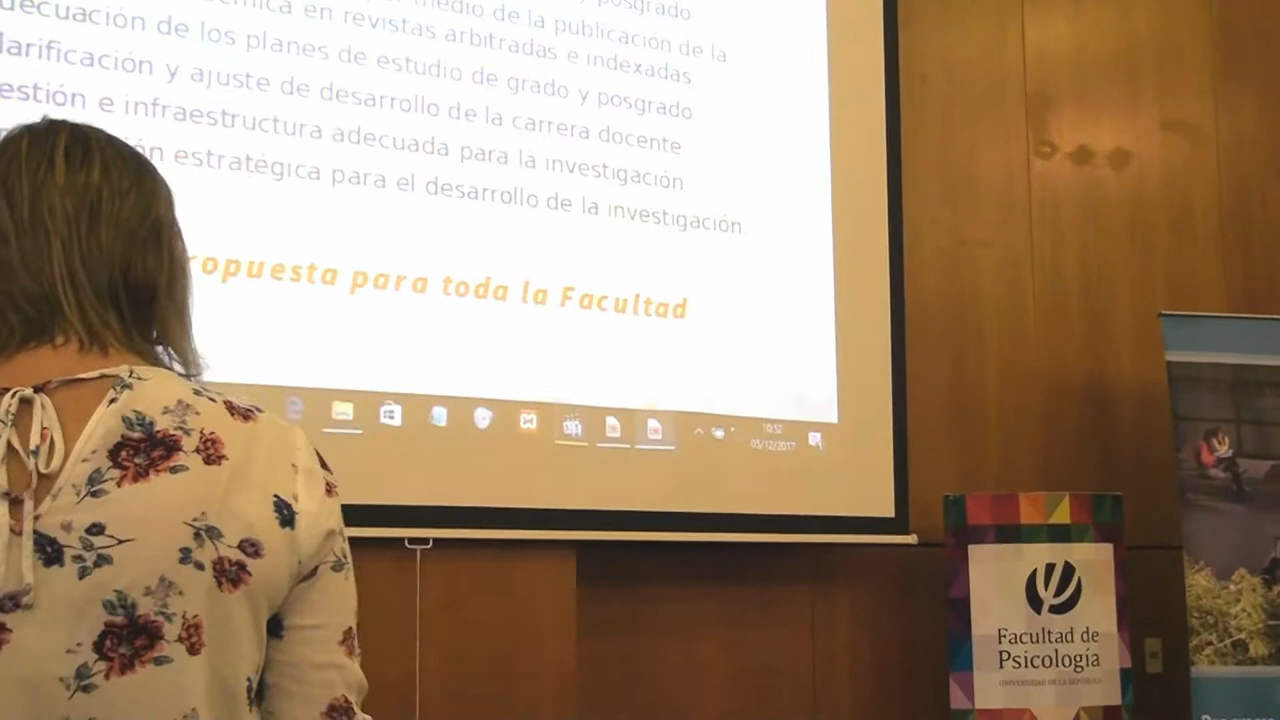 posgrado
medio de la publicación de la
en revistas arbitradas e indexadas
decuación de los planes de estudio de grado y posgrado
larificación y ajuste de desarrollo de la carrera docente
estión e infraestructura adecuada para la investigación
ón estratégica para el desarrollo de la investigación
ropuesta para toda la Facultad
10:52
05/12/2017
Facultad de
Psicología
UNIVERSIDAD DE LA REPÚBLICA